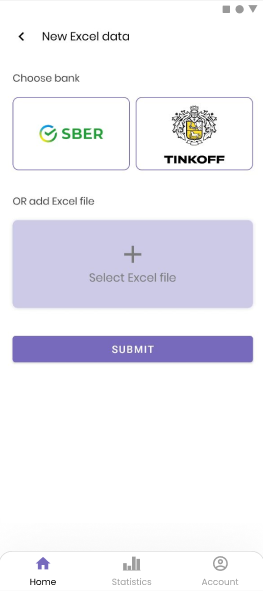 New Excel data
Choose bank
SBER
TINKOFF
OR add Excel file
Select Excel file
SUBMIT
Home
Statistics
Account